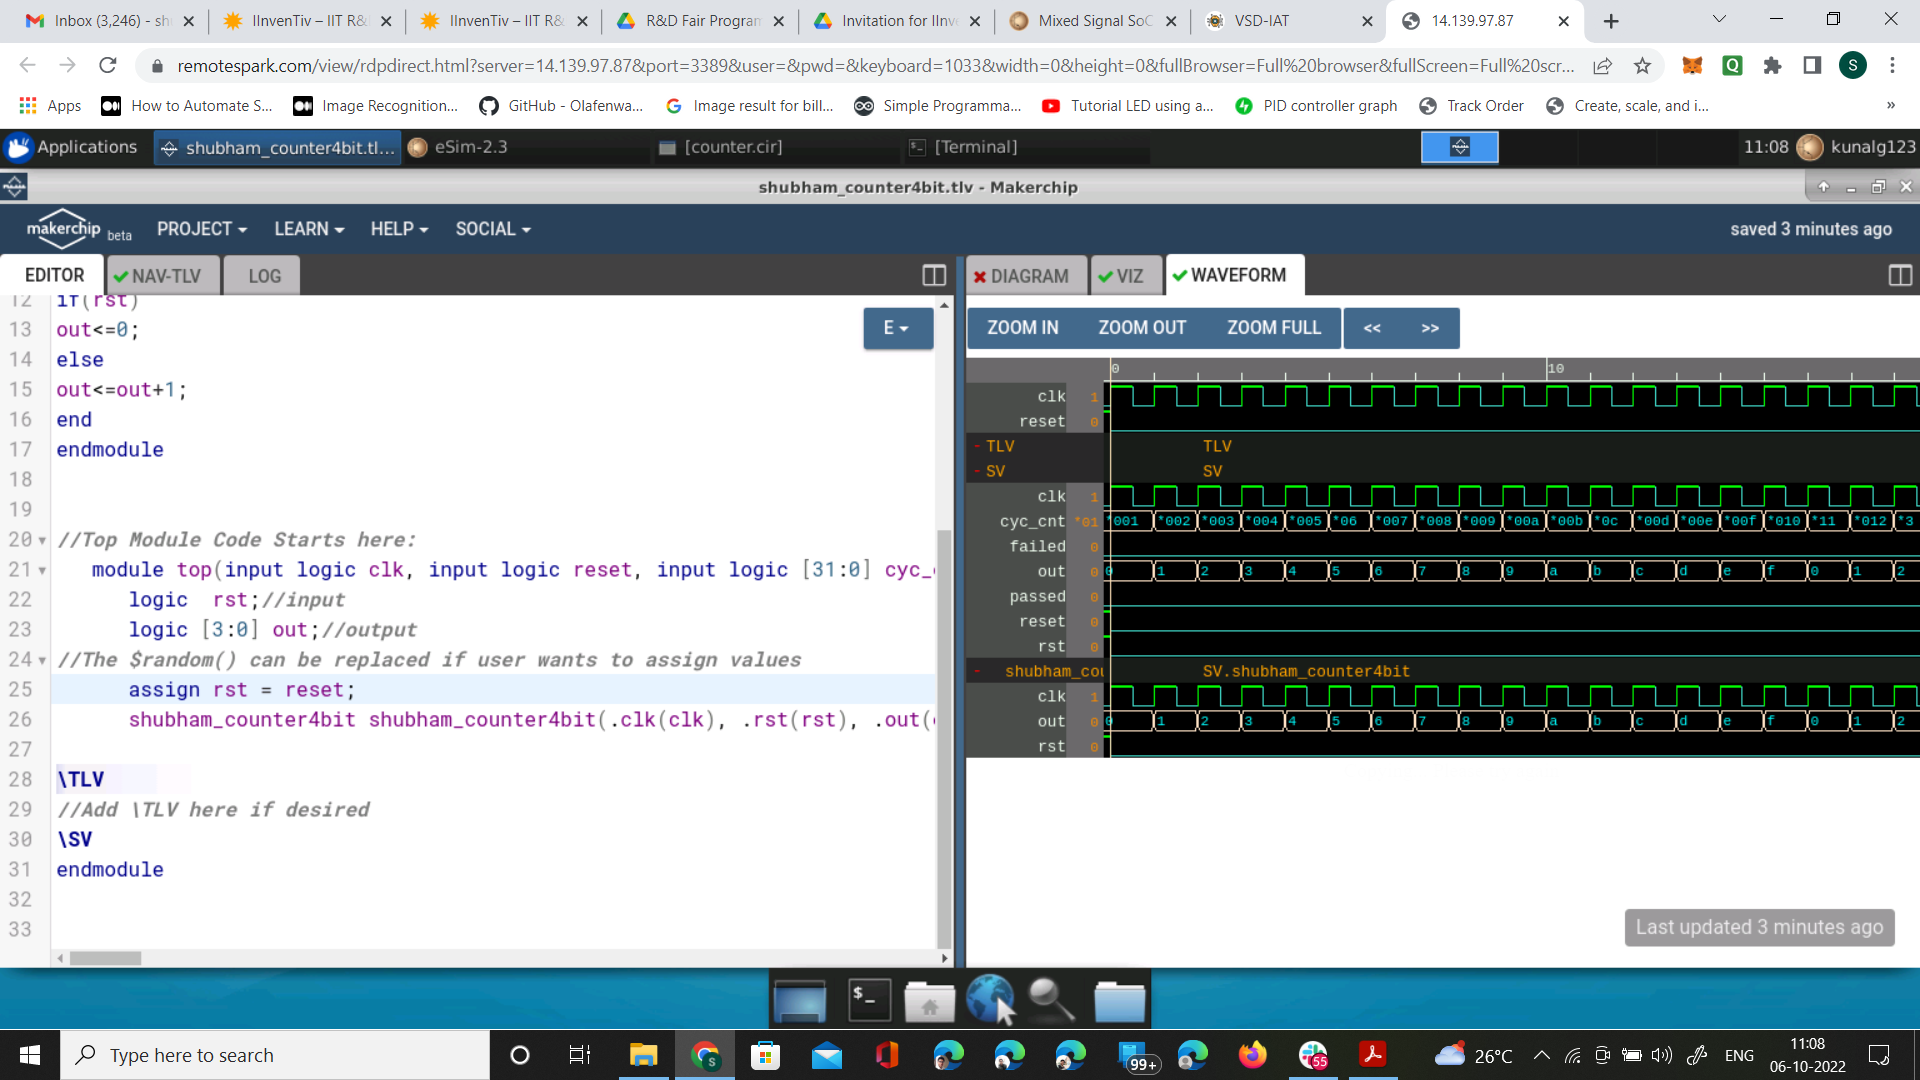 Inbox (3,246) - sh
IInvenTiv – IIT R&
IInvenTiv – IIT R&
R&D Fair Program
Invitation for IInve
Mixed Signal SoC
VSD-IAT
14.139.97.87
remotespark.com/view/rdpdirect.html?server=14.139.97.87&port=3389&user=&pwd=&keyboard=1033&width=0&height=0&fullBrowser=Full%20browser&fullScreen=Full%20scr...
S
Apps
How to Automate S...
Image Recognition...
GitHub - Olafenwa...
Image result for bill...
Simple Programma...
Tutorial LED using a...
PID controller graph
Track Order
Create, scale, and i...
»
Applications
shubham_counter4bit.tl...
eSim-2.3
[counter.cir]
[Terminal]
11:08
kunalg123
shubham_counter4bit.tlv - Makerchip
makerchip beta
PROJECT
LEARN
HELP
SOCIAL
saved 3 minutes ago
EDITOR
NAV-TLV
LOG
DIAGRAM
VIZ
WAVEFORM
E
12 if(rst)
13 out<=0;
14 else
15 out<=out+1;
16 end
17 endmodule
18
19
20 //Top Module Code Starts here:
21 module top(input logic clk, input logic reset, input logic [31:0] cyc_
22 logic  rst;//input
23 logic [3:0] out;//output
24 //The $random() can be replaced if user wants to assign values
25 assign rst = reset;
26 shubham_counter4bit shubham_counter4bit(.clk(clk), .rst(rst), .out(
27
28 \TLV
29 //Add \TLV here if desired
30 \SV
31 endmodule
32
33
ZOOM IN
ZOOM OUT
ZOOM FULL
<<
>>
0 10
clk 1
reset 0
- TLV TLV
- SV SV
clk 1
cyc_cnt *01 *001 *002 *003 *004 *005 *06 *007 *008 *009 *00a *00b *0c *00d *00e *00f *010 *11 *012 *3
failed 0
out 0 0 1 2 3 4 5 6 7 8 9 a b c d e f 0 1 2
passed 0
reset 0
rst 0
- shubham_cou SV.shubham_counter4bit
clk 1
out 0 0 1 2 3 4 5 6 7 8 9 a b c d e f 0 1 2
rst 0
Last updated 3 minutes ago
$_
Type here to search
99+
55
26°C
ENG
11:08
06-10-2022